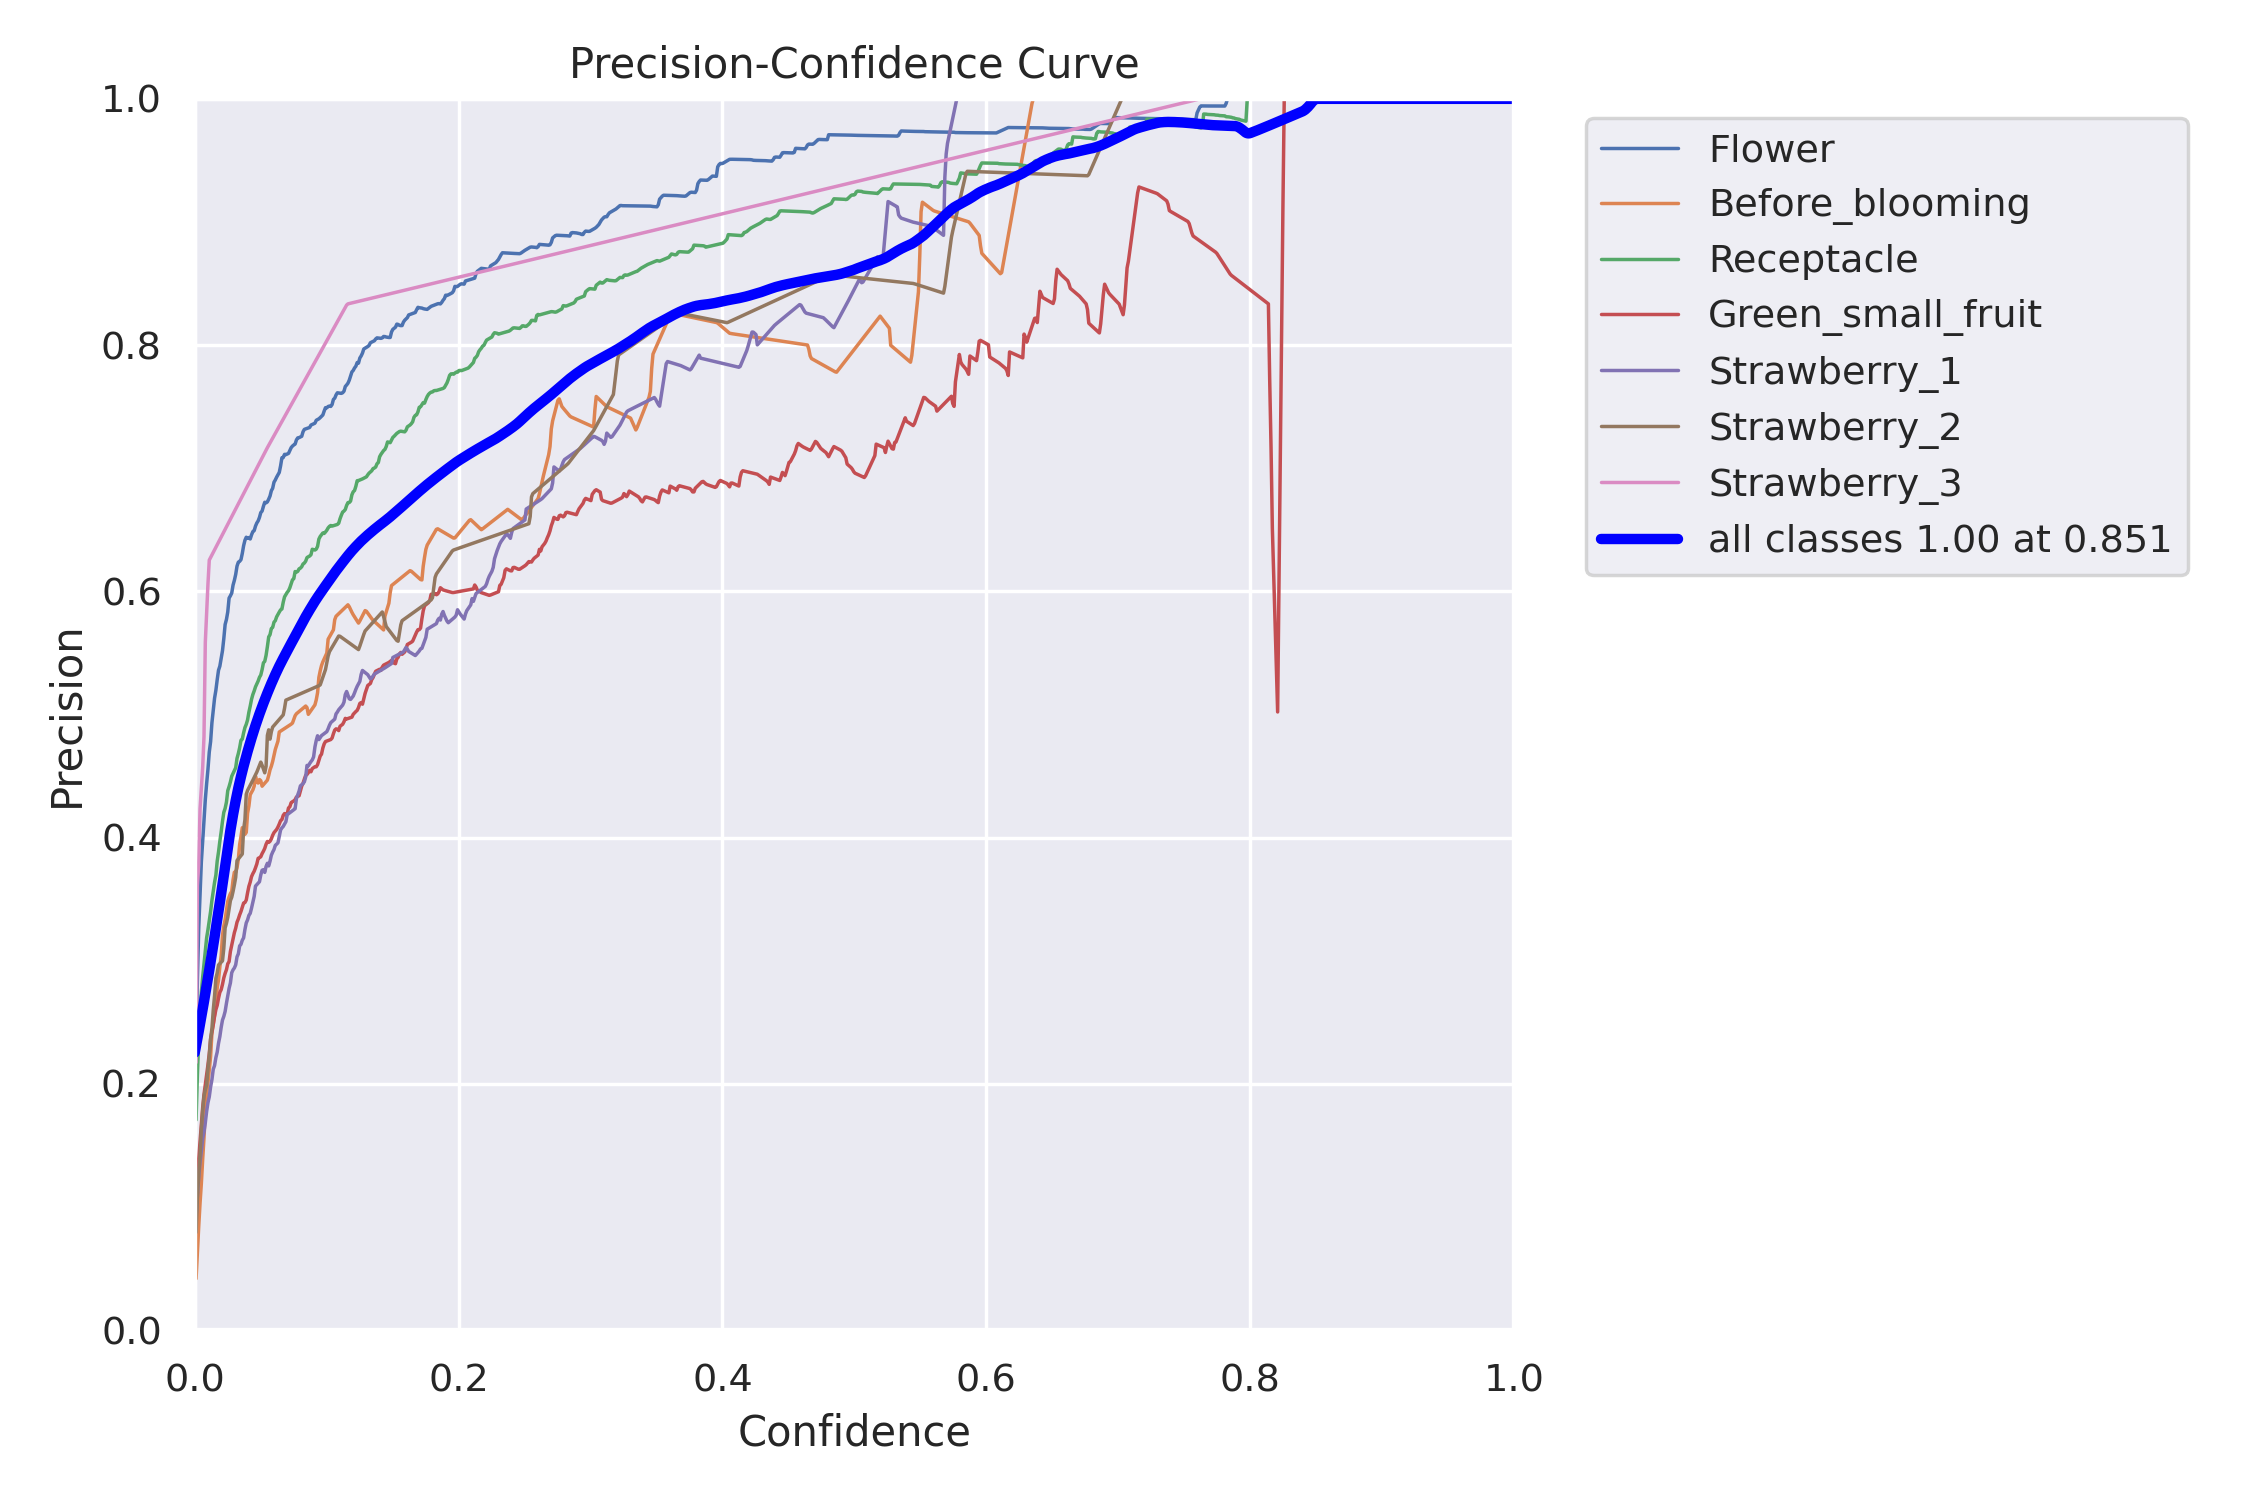 Precision-Confidence Curve
1.0
0.8
0.6
0.4
0.2
0.0
Precision
0.0 0.2 0.4 0.6 0.8 1.0
Confidence
Flower
Before_blooming
Receptacle
Green_small_fruit
Strawberry_1
Strawberry_2
Strawberry_3
all classes 1.00 at 0.851